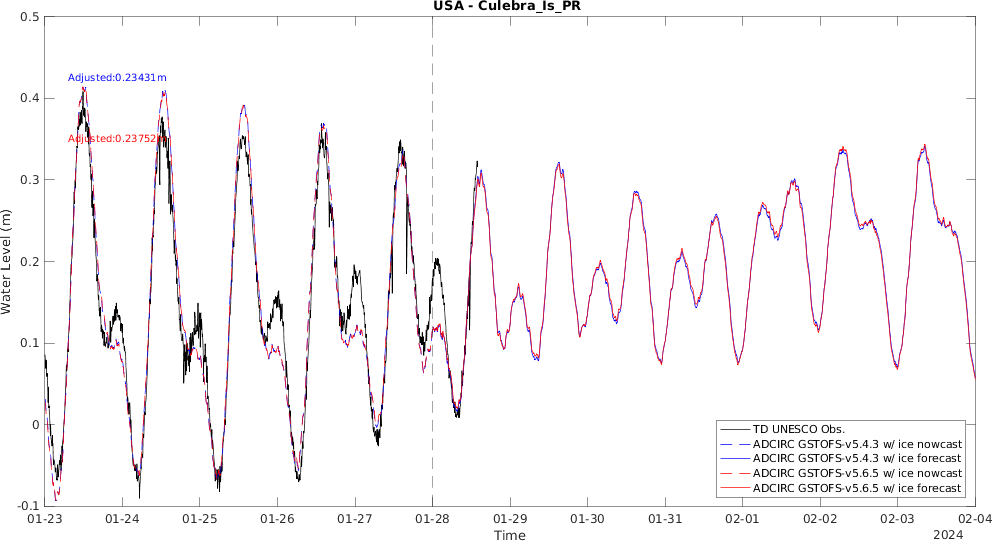 USA - Culebra_Is_PR
0.5
Adjusted:0.23431m
0.4
Adjusted:0.23752m
0.3
Water Level (m)
0.2
0.1
0
-0.1
TD UNESCO Obs.
ADCIRC GSTOFS-v5.4.3 w/ ice nowcast
ADCIRC GSTOFS-v5.4.3 w/ ice forecast
ADCIRC GSTOFS-v5.6.5 w/ ice nowcast
ADCIRC GSTOFS-v5.6.5 w/ ice forecast
01-23 01-24 01-25 01-26 01-27 01-28 01-29 01-30 01-31 02-01 02-02 02-03 02-04
Time
2024